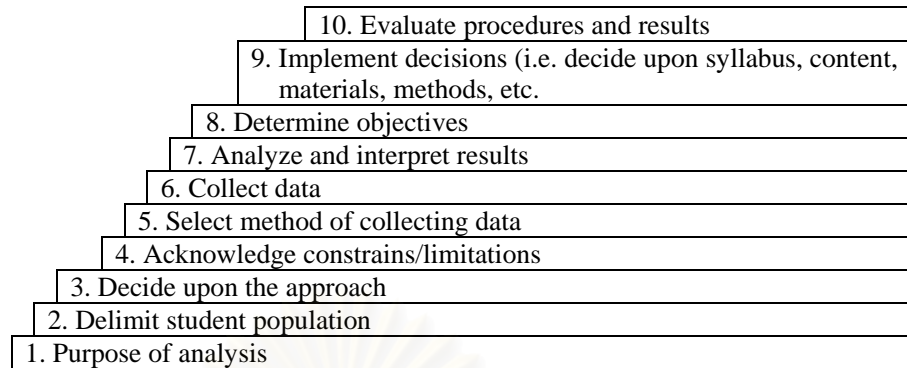 10. Evaluate procedures and results
9. Implement decisions (i.e. decide upon syllabus, content,
materials, methods, etc.
8. Determine objectives
7. Analyze and interpret results
6. Collect data
5. Select method of collecting data
4. Acknowledge constrains/limitations
3. Decide upon the approach
2. Delimit student population
1. Purpose of analysis